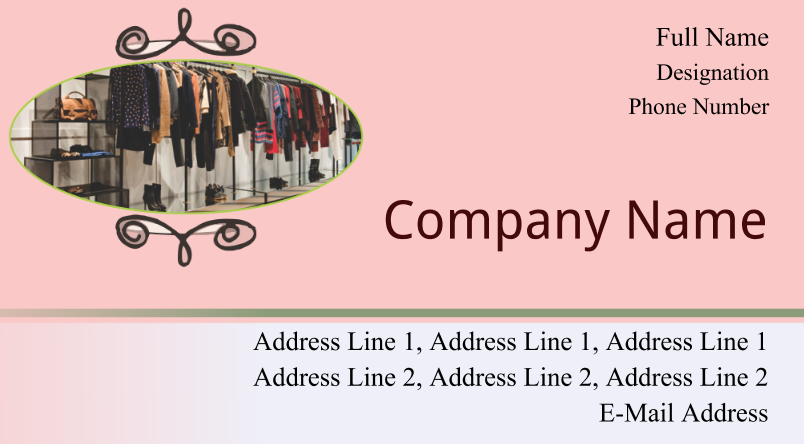 Full Name
Designation
Phone Number
Company Name
Address Line 1, Address Line 1, Address Line 1
Address Line 2, Address Line 2, Address Line 2
E-Mail Address